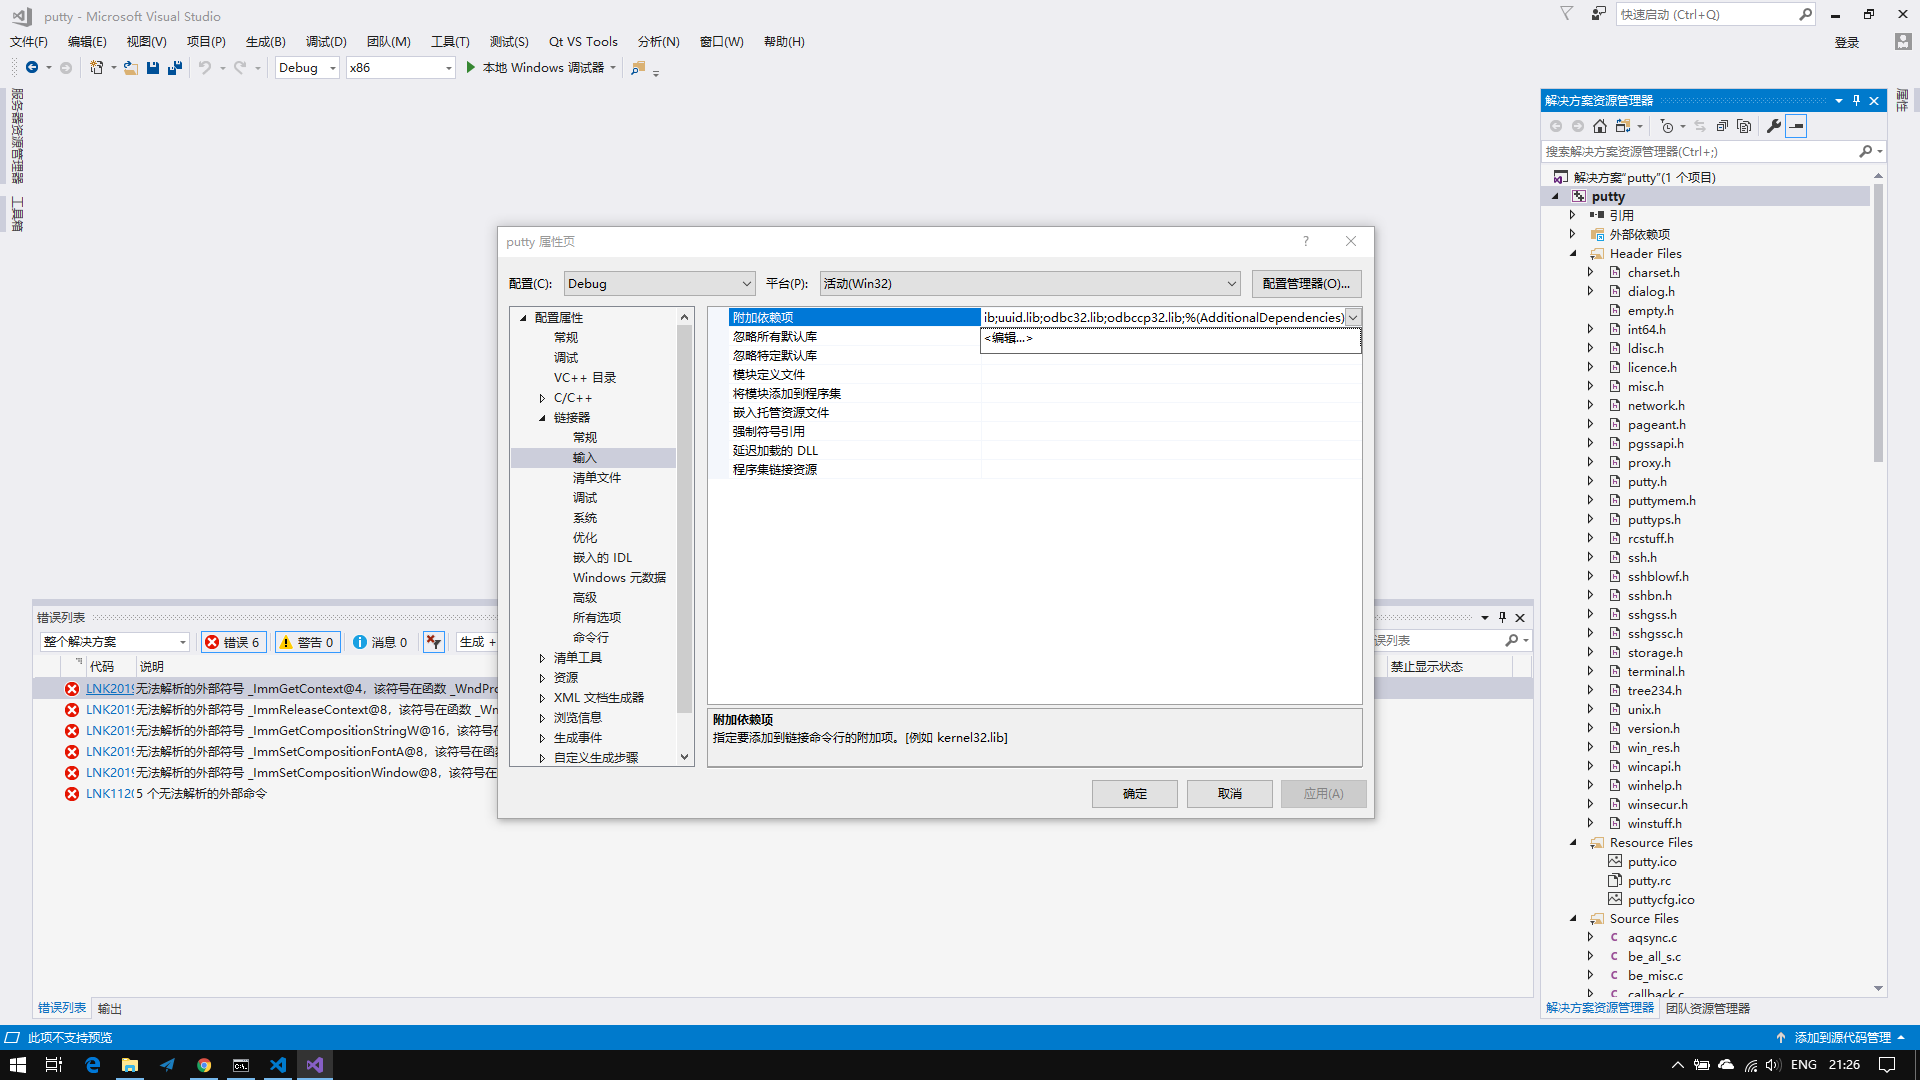 putty - Microsoft Visual Studio
快速启动 (Ctrl+Q)
文件(F) 编辑(E) 视图(V) 项目(P) 生成(B) 调试(D) 团队(M) 工具(T) 测试(S) Qt VS Tools 分析(N) 窗口(W) 帮助(H)
登录
Debug x86 本地 Windows 调试器
服务器资源管理器
工具箱
属性
解决方案资源管理器
搜索解决方案资源管理器(Ctrl+;)
解决方案"putty"(1 个项目)
putty
引用
外部依赖项
Header Files
charset.h
dialog.h
empty.h
int64.h
ldisc.h
licence.h
misc.h
network.h
pageant.h
pgssapi.h
proxy.h
putty.h
puttymem.h
puttyps.h
rcstuff.h
ssh.h
sshblowf.h
sshbn.h
sshgss.h
sshgssc.h
storage.h
terminal.h
tree234.h
unix.h
version.h
win_res.h
wincapi.h
winhelp.h
winsecur.h
winstuff.h
Resource Files
putty.ico
putty.rc
puttycfg.ico
Source Files
aqsync.c
be_all_s.c
be_misc.c
callback.c
解决方案资源管理器 团队资源管理器
putty 属性页
?
配置(C): Debug 平台(P): 活动(Win32) 配置管理器(O)...
配置属性
常规
调试
VC++ 目录
C/C++
链接器
常规
输入
清单文件
调试
系统
优化
嵌入的 IDL
Windows 元数据
高级
所有选项
命令行
清单工具
资源
XML 文档生成器
浏览信息
生成事件
自定义生成步骤
附加依赖项 ib;uuid.lib;odbc32.lib;odbccp32.lib;%(AdditionalDependencies)
忽略所有默认库 <编辑...>
忽略特定默认库
模块定义文件
将模块添加到程序集
嵌入托管资源文件
强制符号引用
延迟加载的 DLL
程序集链接资源
附加依赖项
指定要添加到链接命令行的附加项。[例如 kernel32.lib]
确定 取消 应用(A)
错误列表
整个解决方案 错误 6 警告 0 消息 0 生成 + 误列表
代码 说明 禁止显示状态
LNK2019 无法解析的外部符号 _ImmGetContext@4，该符号在函数 _WndPro
LNK2019 无法解析的外部符号 _ImmReleaseContext@8，该符号在函数 _Wn
LNK2019 无法解析的外部符号 _ImmGetCompositionStringW@16，该符号在
LNK2019 无法解析的外部符号 _ImmSetCompositionFontA@8，该符号在函
LNK2019 无法解析的外部符号 _ImmSetCompositionWindow@8，该符号在
LNK1120 5 个无法解析的外部命令
错误列表 输出
此项不支持预览 添加到源代码管理
ENG 21:26